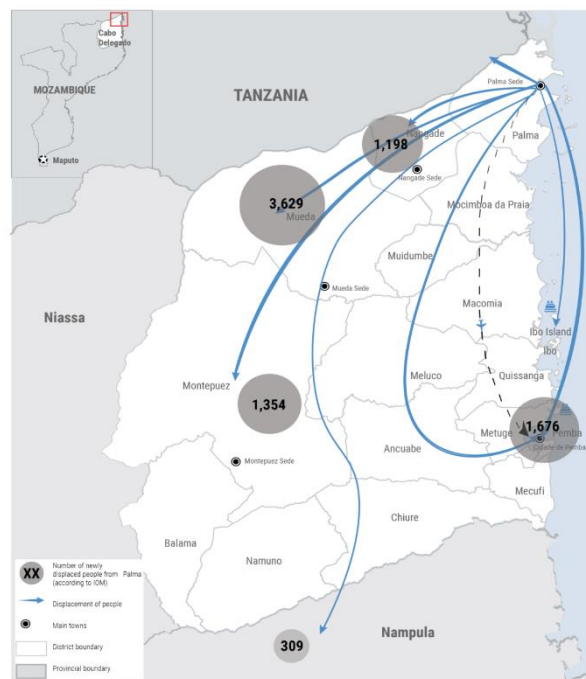 Cabo
Delegado
MOZAMBIQUE
Maputo
TANZANIA
Palma Sede
Palma
Nangade
1,198
Nangade Sede
3,629
Mueda
Mocimboa da Praia
Muidumbe
Mueda Sede
Niassa
Macomia
Ibo Island
Ibo
Quissanga
Meluco
Montepuez
1,354
1,676
Metuge
Pemba
Cidade de Pemba
Ancuabe
Montepuez Sede
Mecufi
Chiure
Balama
Namuno
XX
Number of newly
displaced people from Palma
(according to IOM)
Displacement of people
Main towns
District boundary
Provincial boundary
309
Nampula